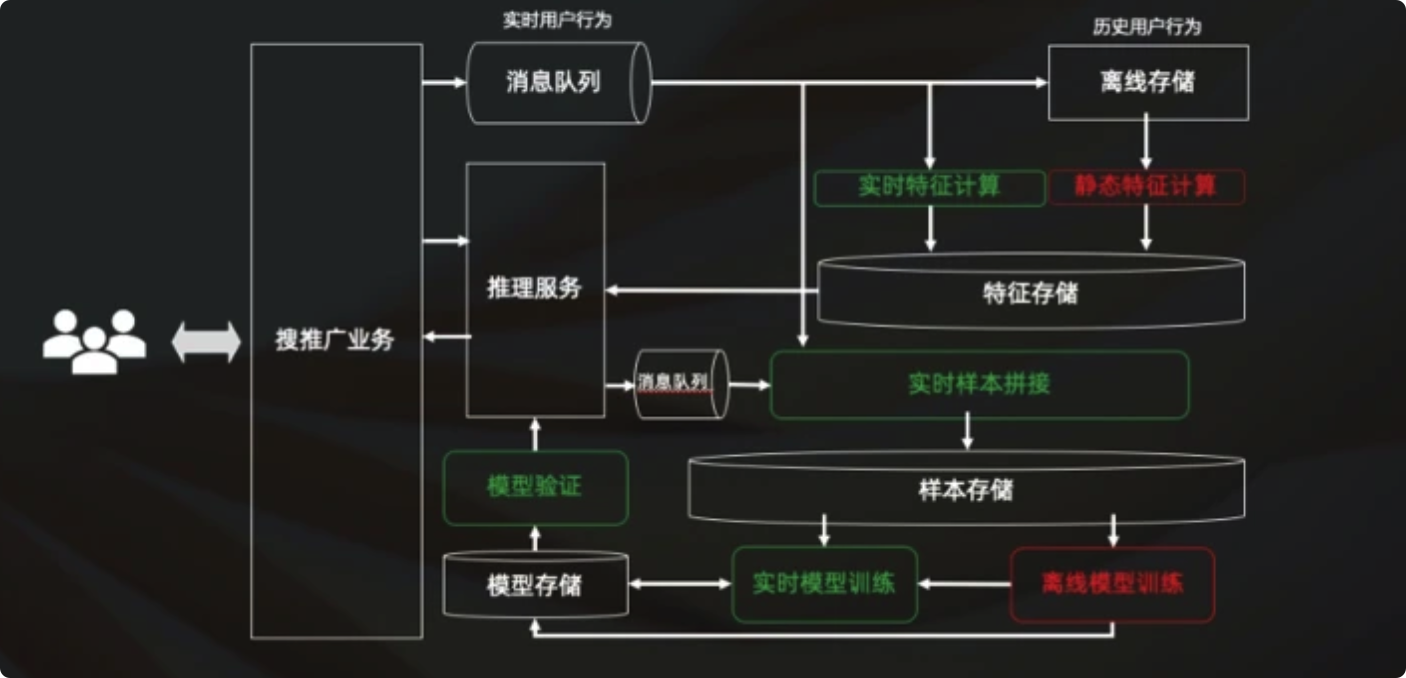 实时用户行为
历史用户行为
消息队列
离线存储
实时特征计算
静态特征计算
推理服务
特征存储
搜推广业务
消息队列
实时样本拼接
模型验证
样本存储
模型存储
实时模型训练
离线模型训练